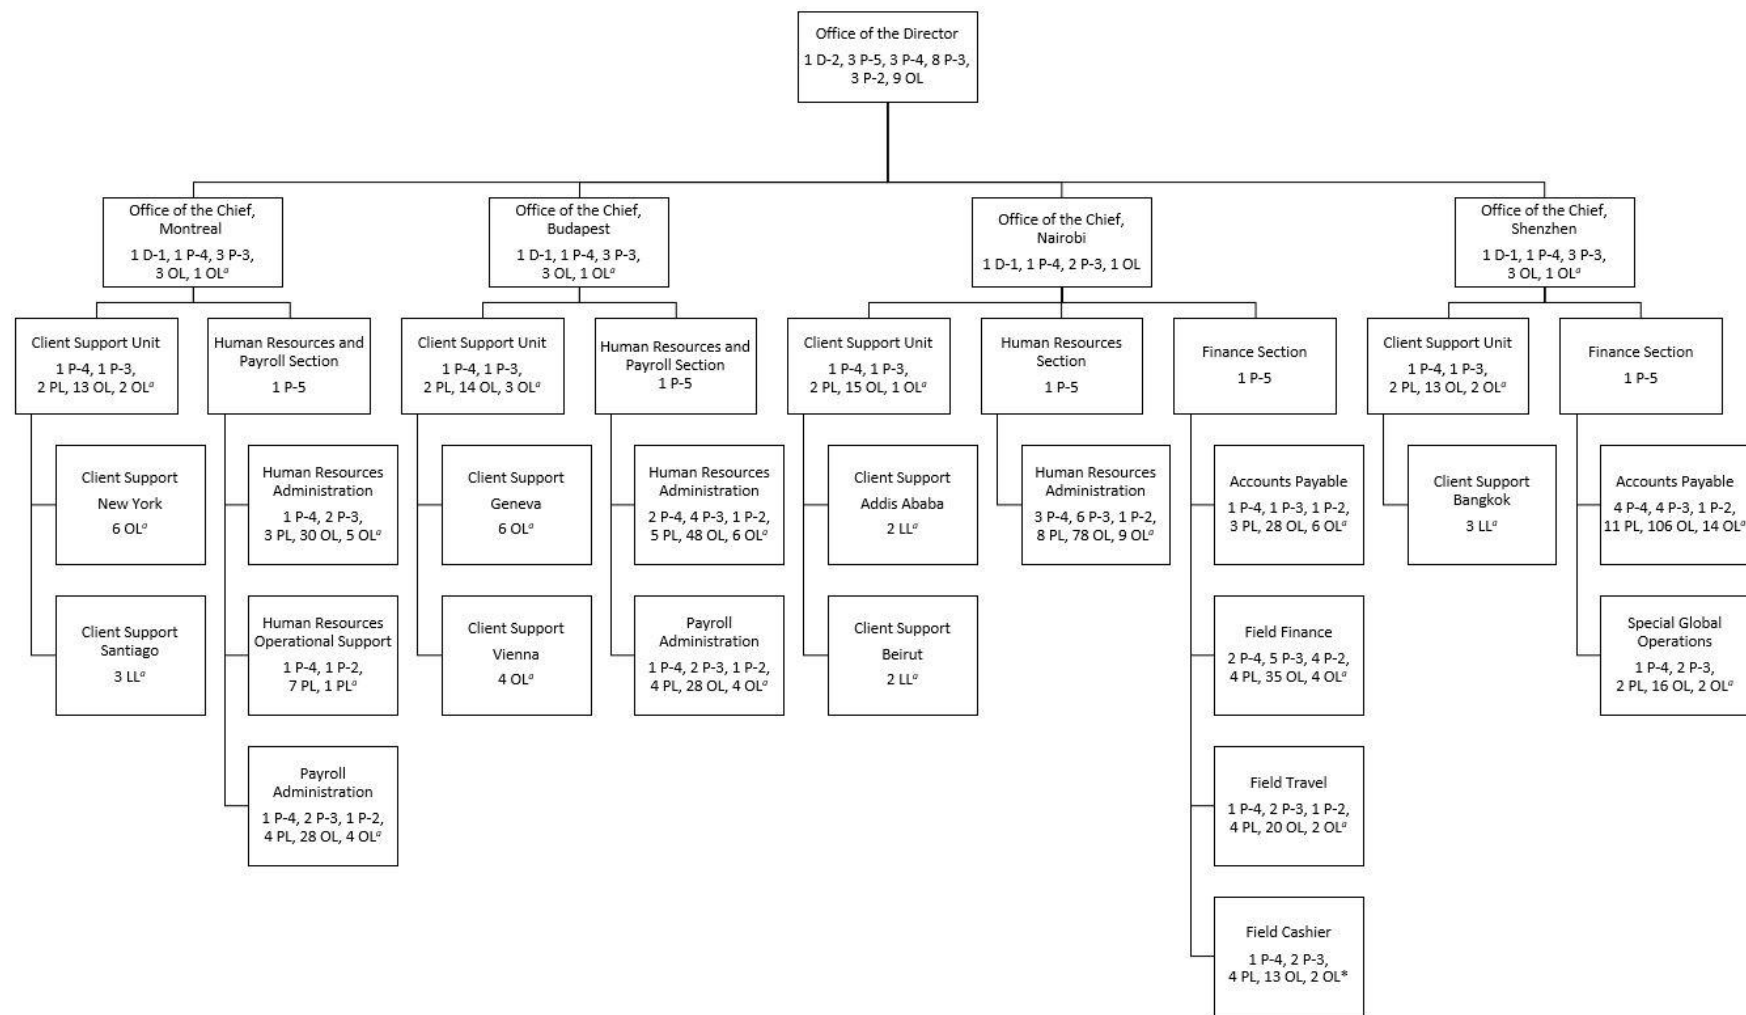 Office of the Director
1 D-2, 3 P-5, 3 P-4, 8 P-3,
3 P-2, 9 OL
Office of the Chief,
Montreal
1 D-1, 1 P-4, 3 P-3,
3 OL, 1 OLᵃ
Office of the Chief,
Budapest
1 D-1, 1 P-4, 3 P-3,
3 OL, 1 OLᵃ
Office of the Chief,
Nairobi
1 D-1, 1 P-4, 2 P-3, 1 OL
Office of the Chief,
Shenzhen
1 D-1, 1 P-4, 3 P-3,
3 OL, 1 OLᵃ
Client Support Unit
1 P-4, 1 P-3,
2 PL, 13 OL, 2 OLᵃ
Human Resources and
Payroll Section
1 P-5
Client Support Unit
1 P-4, 1 P-3,
2 PL, 14 OL, 3 OLᵃ
Human Resources and
Payroll Section
1 P-5
Client Support Unit
1 P-4, 1 P-3,
2 PL, 15 OL, 1 OLᵃ
Human Resources
Section
1 P-5
Finance Section
1 P-5
Client Support Unit
1 P-4, 1 P-3,
2 PL, 13 OL, 2 OLᵃ
Finance Section
1 P-5
Client Support
New York
6 OLᵃ
Human Resources
Administration
1 P-4, 2 P-3,
3 PL, 30 OL, 5 OLᵃ
Client Support
Geneva
6 OLᵃ
Human Resources
Administration
2 P-4, 4 P-3, 1 P-2,
5 PL, 48 OL, 6 OLᵃ
Client Support
Addis Ababa
2 LLᵃ
Human Resources
Administration
3 P-4, 6 P-3, 1 P-2,
8 PL, 78 OL, 9 OLᵃ
Accounts Payable
1 P-4, 1 P-3, 1 P-2,
3 PL, 28 OL, 6 OLᵃ
Client Support
Bangkok
3 LLᵃ
Accounts Payable
4 P-4, 4 P-3, 1 P-2,
11 PL, 106 OL, 14 OLᵃ
Client Support
Santiago
3 LLᵃ
Human Resources
Operational Support
1 P-4, 1 P-2,
7 PL, 1 PLᵃ
Client Support
Vienna
4 OLᵃ
Payroll
Administration
1 P-4, 2 P-3, 1 P-2,
4 PL, 28 OL, 4 OLᵃ
Client Support
Beirut
2 LLᵃ
Field Finance
2 P-4, 5 P-3, 4 P-2,
4 PL, 35 OL, 4 OLᵃ
Special Global
Operations
1 P-4, 2 P-3,
2 PL, 16 OL, 2 OLᵃ
Payroll
Administration
1 P-4, 2 P-3, 1 P-2,
4 PL, 28 OL, 4 OLᵃ
Field Travel
1 P-4, 2 P-3, 1 P-2,
4 PL, 20 OL, 2 OLᵃ
Field Cashier
1 P-4, 2 P-3,
4 PL, 13 OL, 2 OL*